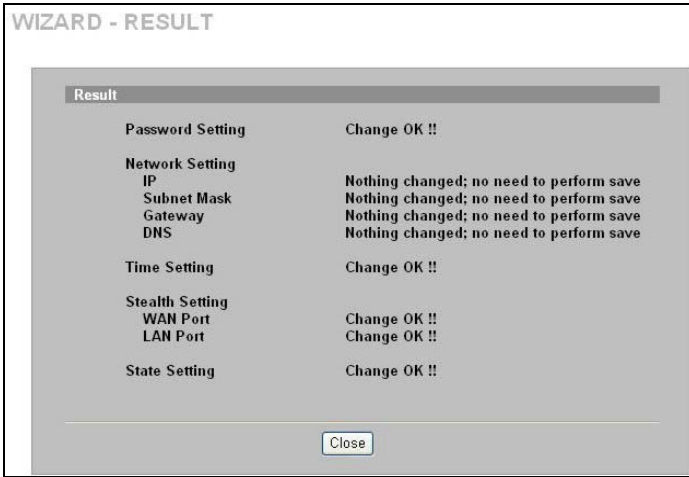 WIZARD - RESULT
Result
Password Setting Change OK !!
Network Setting
IP Nothing changed; no need to perform save
Subnet Mask Nothing changed; no need to perform save
Gateway Nothing changed; no need to perform save
DNS Nothing changed; no need to perform save
Time Setting Change OK !!
Stealth Setting
WAN Port Change OK !!
LAN Port Change OK !!
State Setting Change OK !!
Close